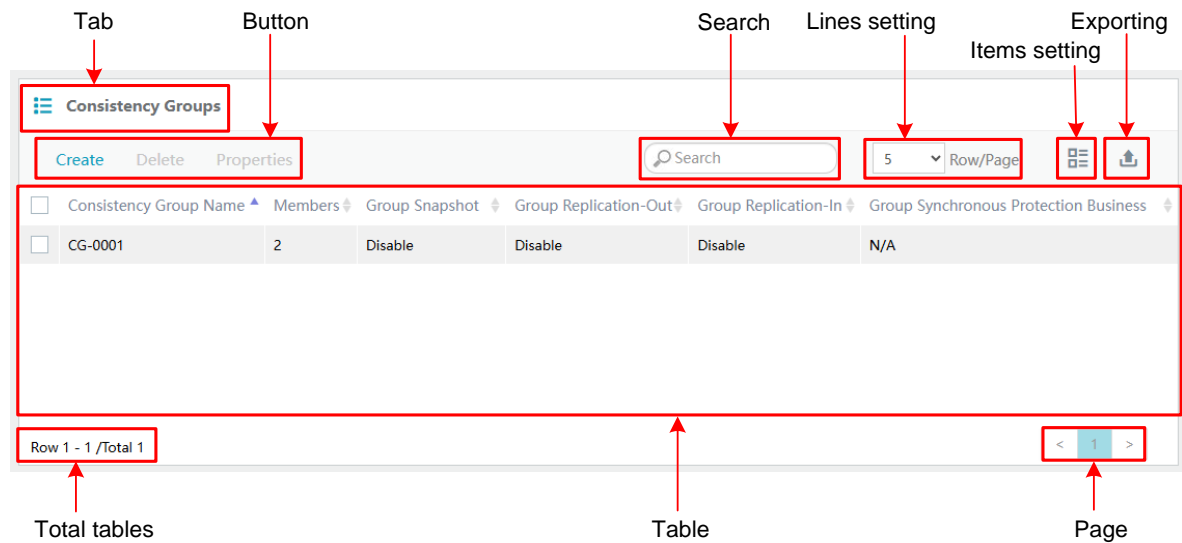 Tab Button Search Lines setting Exporting
Items setting
Consistency Groups
Create Delete Properties Search 5 Row/Page
Consistency Group Name Members Group Snapshot Group Replication-Out Group Replication-In Group Synchronous Protection Business
CG-0001 2 Disable Disable Disable N/A
Row 1 - 1 /Total 1 < 1 >
Total tables Table Page